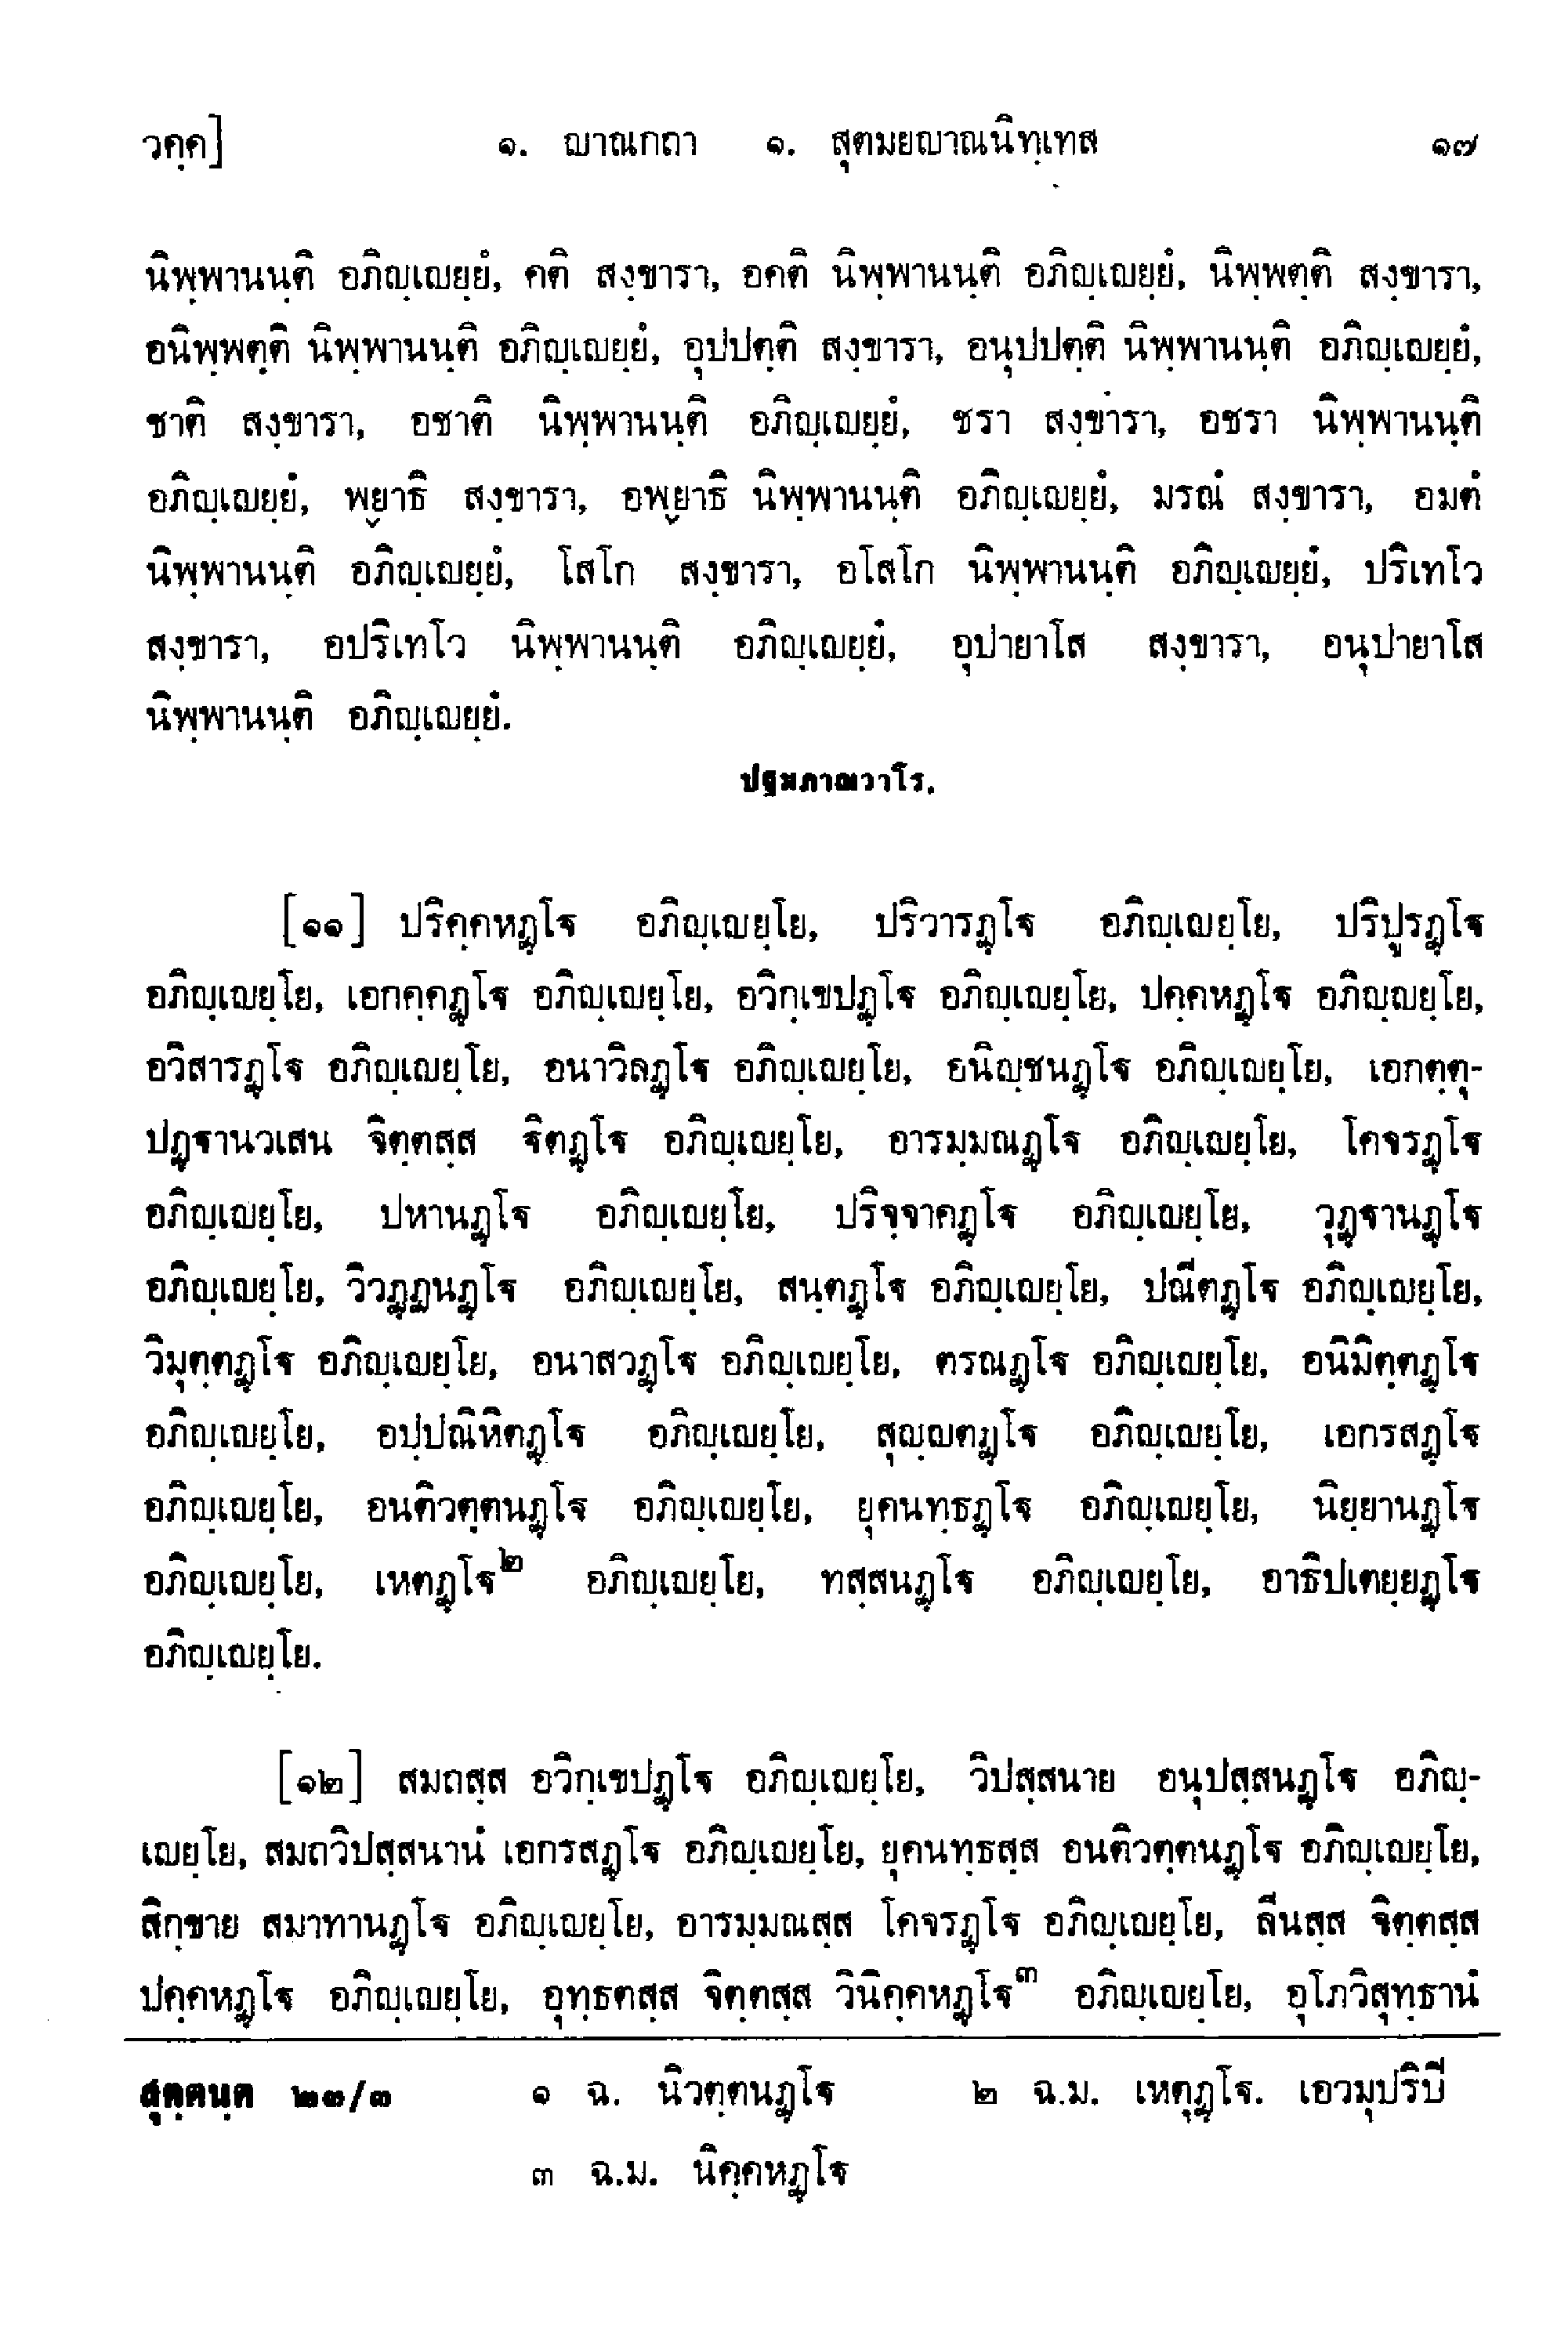 วคฺค]	๑. ญาณกถา ๑. สุตมยญาณนิทฺเทส	๑๗
นิพฺพานนฺติ อภิญฺเญยฺยํ, คติ สงฺขารา, อคติ นิพฺพานนฺติ อภิญฺเญยฺยํ, นิพฺพตฺติ สงฺขารา,
อนิพฺพตฺติ นิพฺพานนฺติ อภิญฺเญยฺยํ, อุปปตฺติ สงฺขารา, อนุปปตฺติ นิพฺพานนฺติ อภิญฺเญยฺยํ,
ชาติ สงฺขารา, อชาติ นิพฺพานนฺติ อภิญฺเญยฺยํ, ชรา สงฺขารา, อชรา นิพฺพานนฺติ
อภิญฺเญยฺยํ, พฺยาธิ สงฺขารา, อพฺยาธิ นิพฺพานนฺติ อภิญฺเญยฺยํ, มรณํ สงฺขารา, อมตํ
นิพฺพานนฺติ อภิญฺเญยฺยํ, โสโก สงฺขารา, อโสโก นิพฺพานนฺติ อภิญฺเญยฺยํ, ปริเทโว
สงฺขารา, อปริเทโว นิพฺพานนฺติ อภิญฺเญยฺยํ, อุปายาโส สงฺขารา, อนุปายาโส
นิพฺพานนฺติ อภิญฺเญยฺยํ.
ปฐมภาณวาโร.
[๑๑] ปริคฺคหฏฺโฐ อภิญฺเญยฺโย, ปริวารฏฺโฐ อภิญฺเญยฺโย, ปริปูรฏฺโฐ
อภิญฺเญยฺโย, เอกคฺคฏฺโฐ อภิญฺเญยฺโย, อวิกฺเขปฏฺโฐ อภิญฺเญยฺโย, ปคฺคหฏฺโฐ อภิญฺญยฺโย,
อวิสารฏฺโฐ อภิญฺเญยฺโย, อนาวิลฏฺโฐ อภิญฺเญยฺโย, อนิญฺชนฏฺโฐ อภิญฺเญยฺโย, เอกตฺตุ-
ปฏฺฐานวเสน จิตฺตสฺส ฐิตฏฺโฐ อภิญฺเญยฺโย, อารมฺมณฏฺโฐ อภิญฺเญยฺโย, โคจรฏฺโฐ
อภิญฺเญยฺโย, ปหานฏฺโฐ อภิญฺเญยฺโย, ปริจฺจาคฏฺโฐ อภิญฺเญยฺโย, วุฏฺฐานฏฺโฐ
อภิญฺเญยฺโย, วิวฏฺฏนฏฺโฐ อภิญฺเญยฺโย, สนฺตฏฺโฐ อภิญฺเญยฺโย, ปณีตฏฺโฐ อภิญฺเญยฺโย,
วิมุตฺตฏฺโฐ อภิญฺเญยฺโย, อนาสวฏฺโฐ อภิญฺเญยฺโย, ตรณฏฺโฐ อภิญฺเญยฺโย, อนิมิตฺตฏฺโฐ
อภิญฺเญยฺโย, อปฺปณิหิตฏฺโฐ อภิญฺเญยฺโย, สุญฺญตฏฺโฐ อภิญฺเญยฺโย, เอกรสฏฺโฐ
อภิญฺเญยฺโย, อนติวตฺตนฏฺโฐ อภิญฺเญยฺโย, ยุคนทฺธฏฺโฐ อภิญฺเญยฺโย, นิยฺยานฏฺโฐ
อภิญฺเญยฺโย, เหตฏฺโฐ๒ อภิญฺเญยฺโย, ทสฺสนฏฺโฐ อภิญฺเญยฺโย, อาธิปเตยฺยฏฺโฐ
อภิญฺเญยฺโย.
[๑๒] สมถสฺส อวิกฺเขปฏฺโฐ อภิญฺเญยฺโย, วิปสฺสนาย อนุปสฺสนฏฺโฐ อภิญฺ-
เญยฺโย, สมถวิปสฺสนานํ เอกรสฏฺโฐ อภิญฺเญยฺโย, ยุคนทฺธสฺส อนติวตฺตนฏฺโฐ อภิญฺเญยฺโย,
สิกฺขาย สมาทานฏฺโฐ อภิญฺเญยฺโย, อารมฺมณสฺส โคจรฏฺโฐ อภิญฺเญยฺโย, ลีนสฺส จิตฺตสฺส
ปคฺคหฏฺโฐ อภิญฺเญยฺโย, อุทฺธตสฺส จิตฺตสฺส วินิคฺคหฏฺโฐ๓ อภิญฺเญยฺโย, อุโภวิสุทฺธานํ
สุตฺตนฺต ๒๓/๓	๑ ฉ. นิวตฺตนฏฺโฐ	๒ ฉ.ม. เหตุฏฺโฐ. เอวมุปริปี
๓ ฉ.ม. นิคฺคหฏฺโฐ